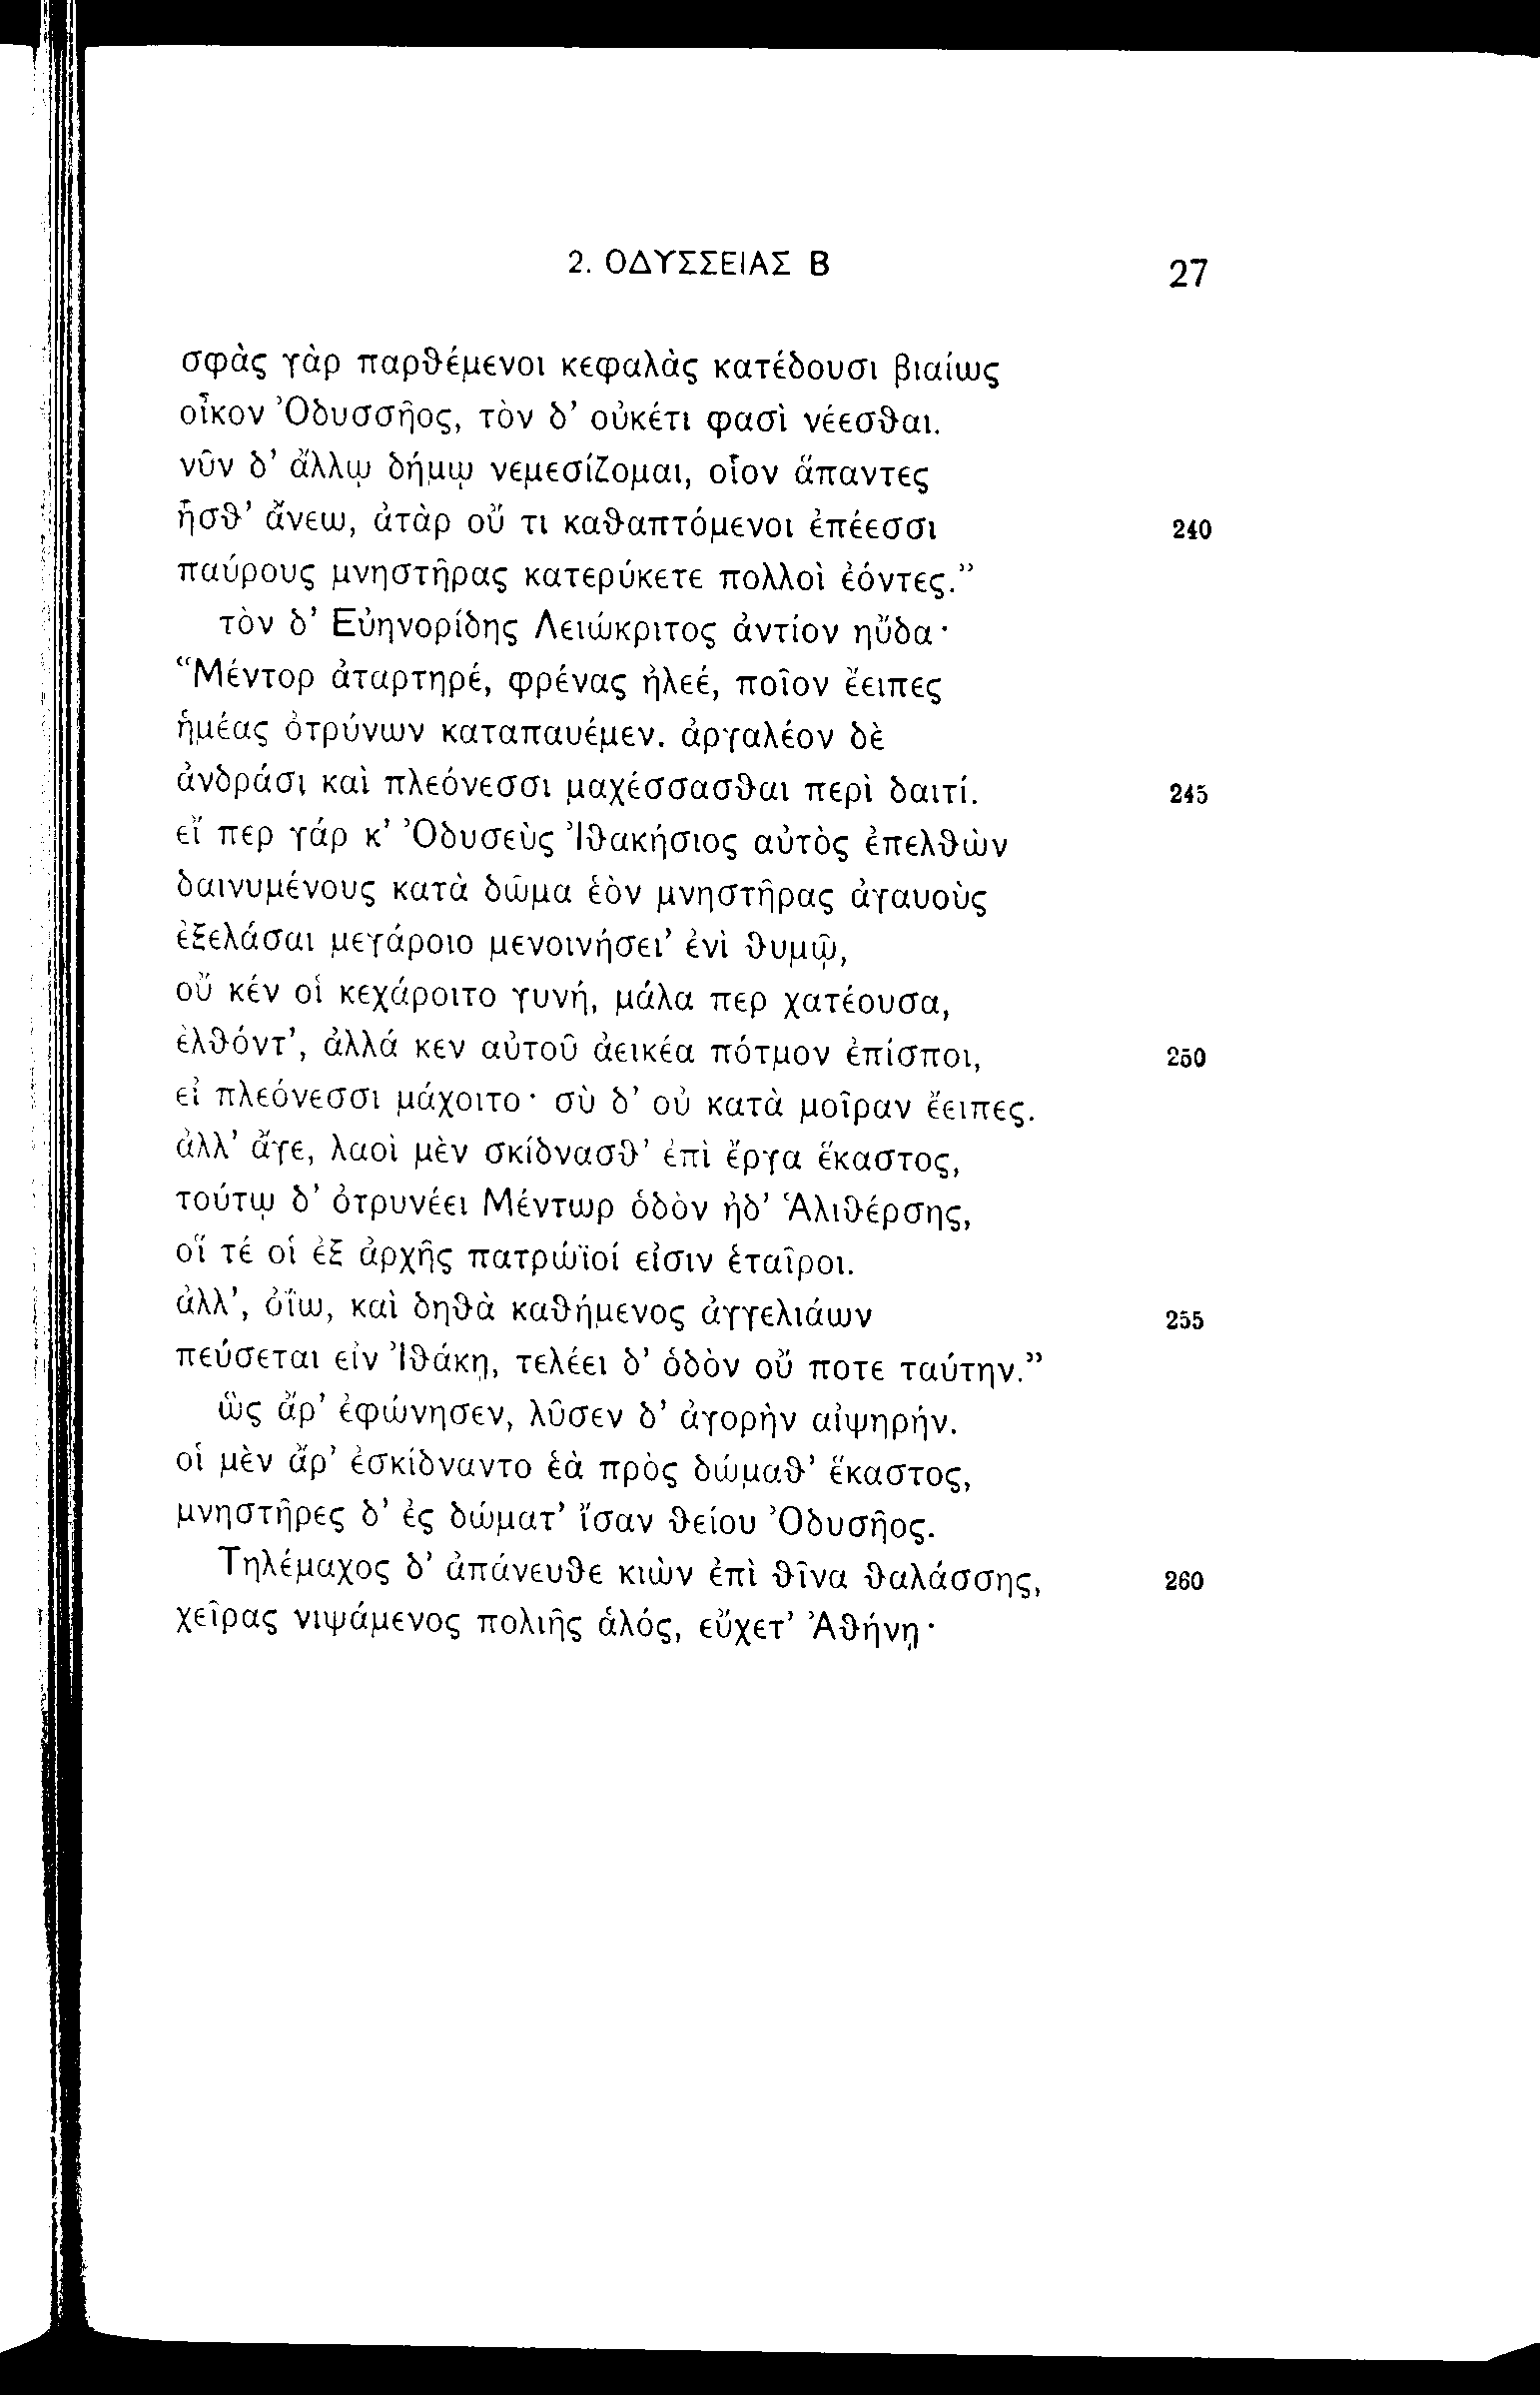 2. ΟΔΥΣΣΕΙΑΣ Β 27
σφὰς γὰρ παρθέμενοι κεφαλὰς κατέδουσι βιαίως
οἶκον Ὀδυσσῆος, τὸν δ’ οὐκέτι φασὶ νέεσθαι.
νῦν δ’ ἄλλῳ δήμῳ νεμεσίζομαι, οἷον ἅπαντες
ἧσθ’ ἄνεω, ἀτὰρ οὔ τι καθαπτόμενοι ἐπέεσσι 240
παύρους μνηστῆρας κατερύκετε πολλοὶ ἐόντες.”
τὸν δ’ Εὐηνορίδης Λειώκριτος ἀντίον ηὔδα·
“Μέντορ ἀταρτηρέ, φρένας ἠλεέ, ποῖον ἔειπες
ἡμέας ὀτρύνων καταπαυέμεν. ἀργαλέον δὲ
ἀνδράσι καὶ πλεόνεσσι μαχέσσασθαι περὶ δαιτί. 245
εἴ περ γάρ κ’ Ὀδυσεὺς Ἰθακήσιος αὐτὸς ἐπελθὼν
δαινυμένους κατὰ δῶμα ἑὸν μνηστῆρας ἀγαυοὺς
ἐξελάσαι μεγάροιο μενοινήσει’ ἐνὶ θυμῷ,
οὔ κέν οἱ κεχάροιτο γυνή, μάλα περ χατέουσα,
ἐλθόντ’, ἀλλά κεν αὐτοῦ ἀεικέα πότμον ἐπίσποι, 250
εἰ πλεόνεσσι μάχοιτο· σὺ δ’ οὐ κατὰ μοῖραν ἔειπες.
ἀλλ’ ἄγε, λαοὶ μὲν σκίδνασθ’ ἐπὶ ἔργα ἕκαστος,
τούτῳ δ’ ὀτρυνέει Μέντωρ ὁδὸν ἠδ’ Ἁλιθέρσης,
οἵ τέ οἱ ἐξ ἀρχῆς πατρώϊοί εἰσιν ἑταῖροι.
ἀλλ’, ὀΐω, καὶ δηθὰ καθήμενος ἀγγελιάων 255
πεύσεται εἰν Ἰθάκῃ, τελέει δ’ ὁδὸν οὔ ποτε ταύτην.”
ὣς ἄρ’ ἐφώνησεν, λῦσεν δ’ ἀγορὴν αἰψηρήν.
οἱ μὲν ἄρ’ ἐσκίδναντο ἑὰ πρὸς δώμαθ’ ἕκαστος,
μνηστῆρες δ’ ἐς δώματ’ ἴσαν θείου Ὀδυσῆος.
Τηλέμαχος δ’ ἀπάνευθε κιὼν ἐπὶ θῖνα θαλάσσης, 260
χεῖρας νιψάμενος πολιῆς ἁλός, εὔχετ’ Ἀθήνῃ·